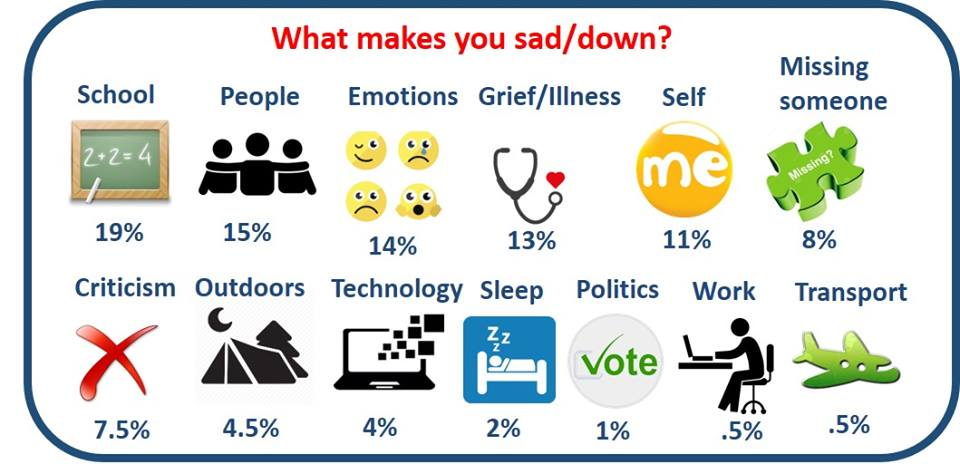 What makes you sad/down?
School
People
Emotions
Grief/Illness
Self
Missing
someone
2+2=4
me
Missing?
19%
15%
14%
13%
11%
8%
Criticism
Outdoors
Technology
Sleep
Politics
Work
Transport
zz
z
vote
7.5%
4.5%
4%
2%
1%
.5%
.5%